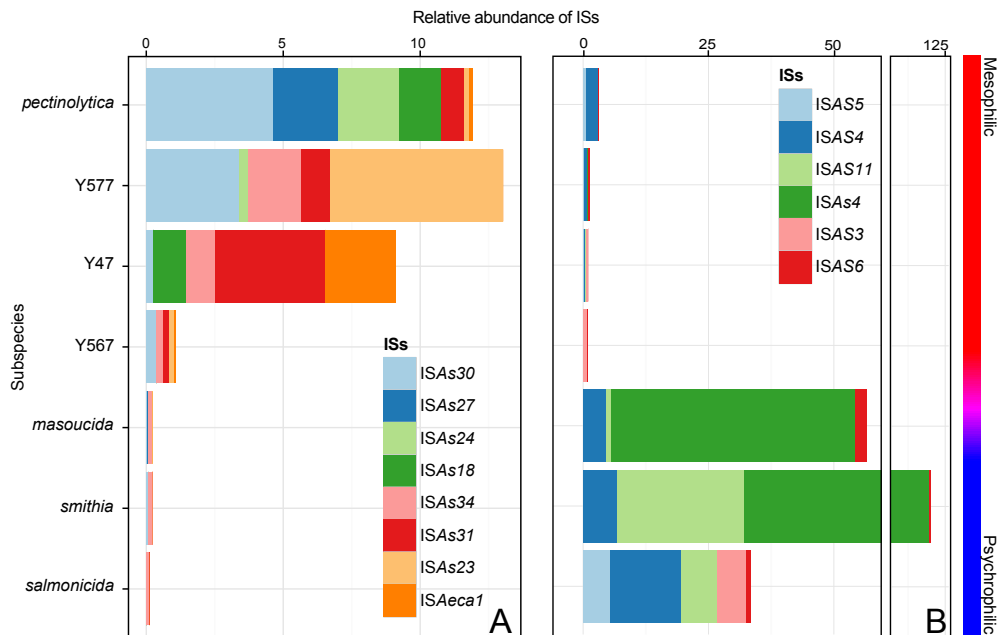 Relative abundance of ISs
0 5 10
0 25 50 125
Subspecies
pectinolytica
Y577
Y47
Y567
masoucida
smithia
salmonicida
ISs
ISAs30
ISAs27
ISAs24
ISAs18
ISAs34
ISAs31
ISAs23
ISAeca1
A
ISs
ISAS5
ISAS4
ISAS11
ISAs4
ISAS3
ISAS6
B
Mesophilic
Psychrophilic